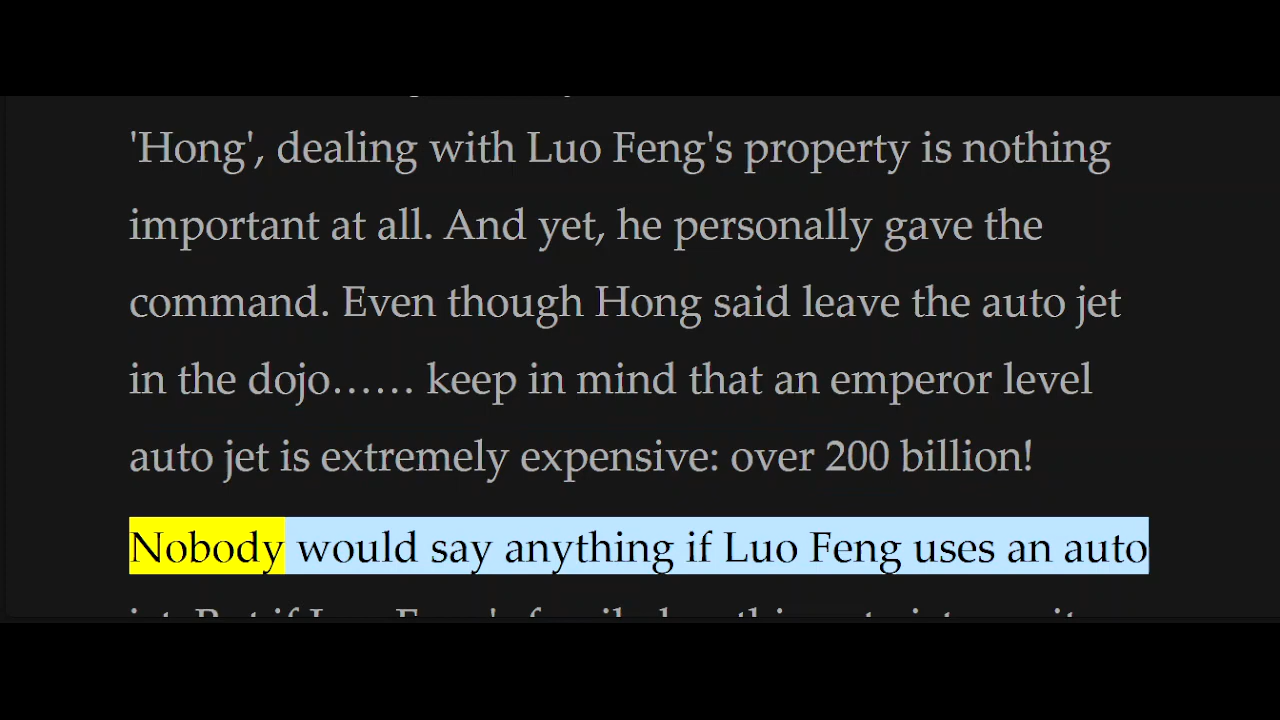 'Hong', dealing with Luo Feng's property is nothing
important at all. And yet, he personally gave the
command. Even though Hong said leave the auto jet
in the dojo…… keep in mind that an emperor level
auto jet is extremely expensive: over 200 billion!
Nobody would say anything if Luo Feng uses an auto